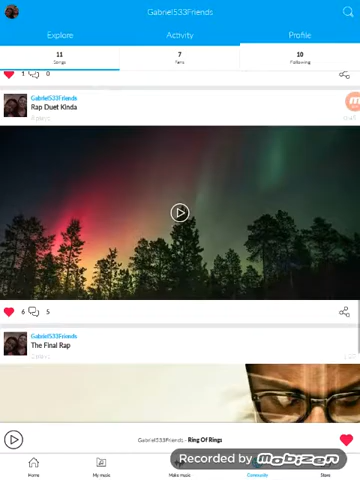 Gabriel533Friends
Explore
Activity
Profile
11
7
10
Songs
Fans
Following
1
0
Gabriel533Friends
Rap Duet Kinda
6
5
Gabriel533Friends
The Final Rap
Gabriel533Friends - Ring Of Rings
Recorded by
Mobizen
Home
My music
Make music
Community
Store